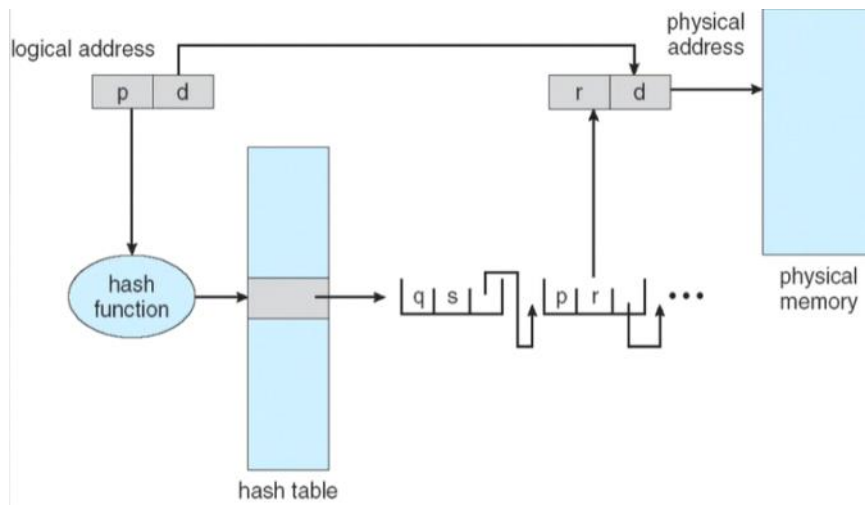 logical address
physical
address
p d
r d
hash
function
q s
p r
•••
physical
memory
hash table